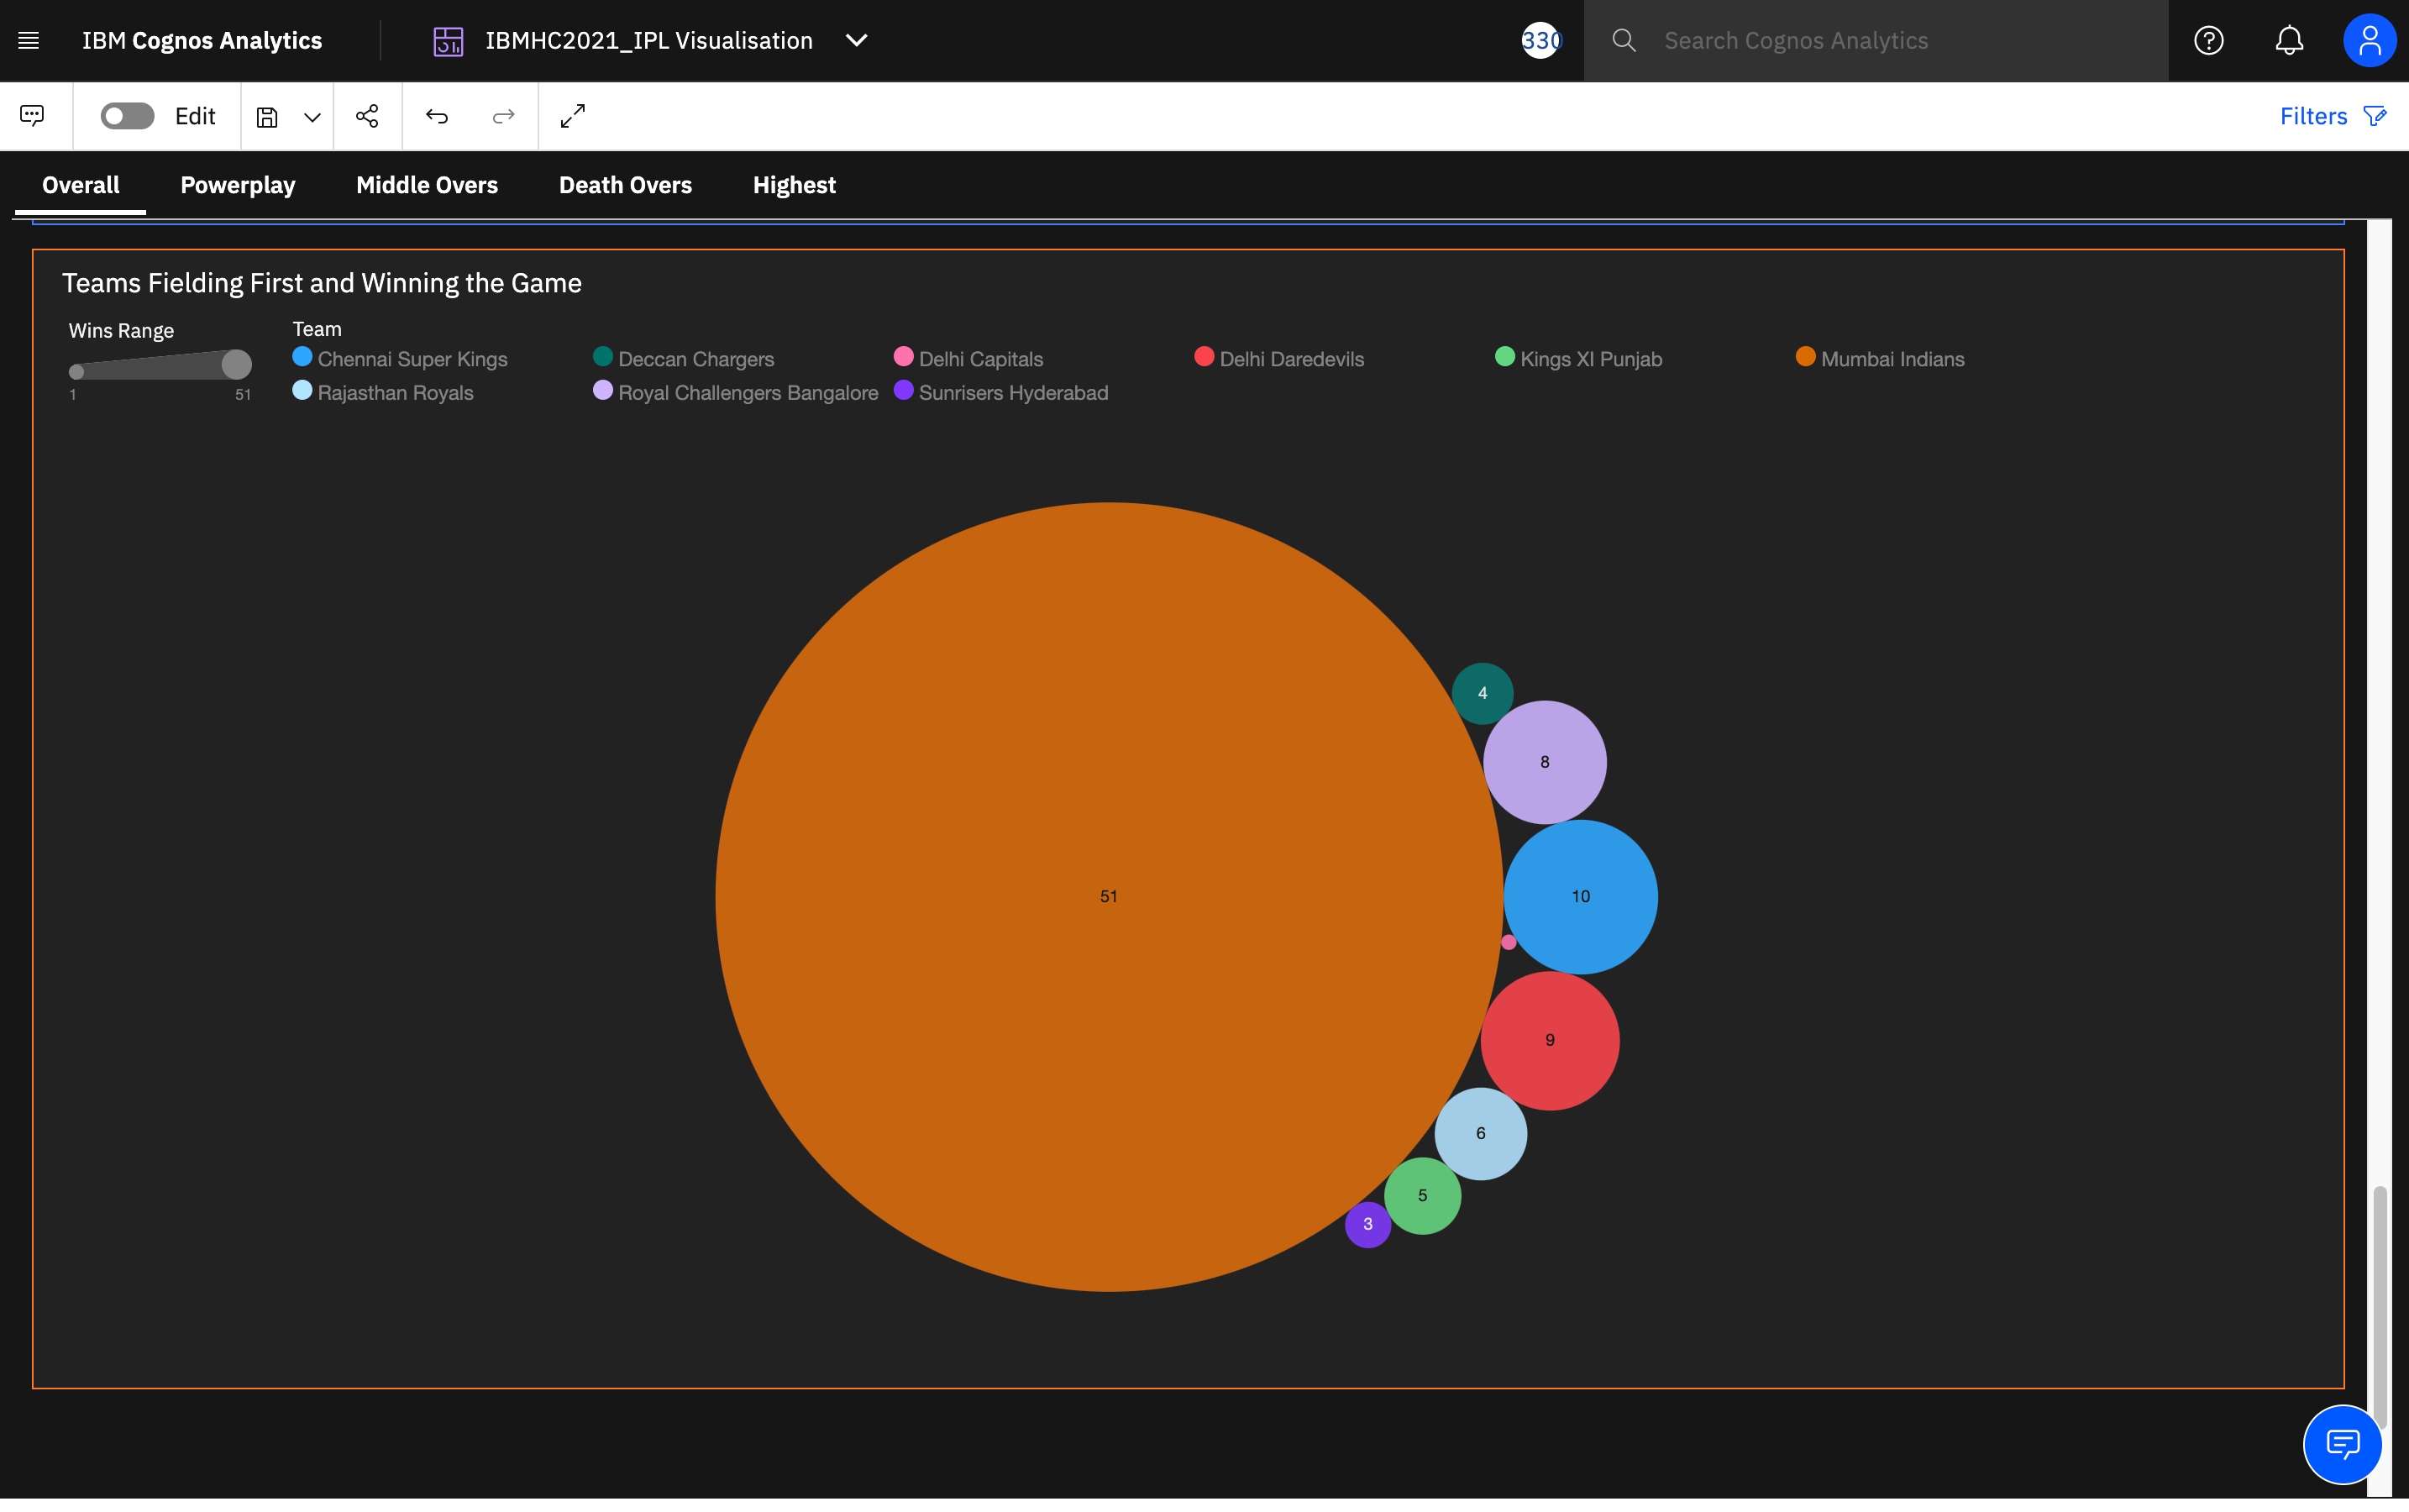 IBM Cognos Analytics
IBMHC2021_IPL Visualisation
330
Search Cognos Analytics
Edit
Filters
Overall Powerplay Middle Overs Death Overs Highest
Teams Fielding First and Winning the Game
Wins Range
1 51
Team
Chennai Super Kings Deccan Chargers Delhi Capitals Delhi Daredevils Kings XI Punjab Mumbai Indians
Rajasthan Royals Royal Challengers Bangalore Sunrisers Hyderabad
4
8
51
10
9
6
5
3